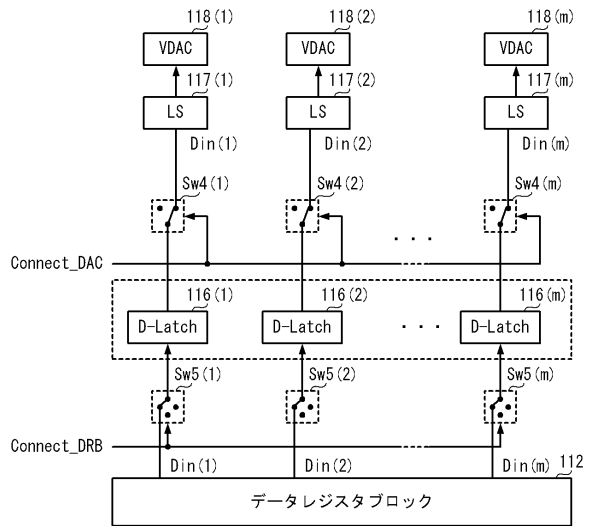 118(1) 118(2) 118(m)
VDAC VDAC VDAC
117(1) 117(2) 117(m)
LS LS LS
Din(1) Din(2) Din(m)
Sw4(1) Sw4(2) Sw4(m)
· · ·
Connect_DAC
116(1) 116(2) 116(m)
D-Latch D-Latch · · · D-Latch
Sw5(1) Sw5(2) Sw5(m)
Connect_DRB
Din(1) Din(2) Din(m) 112
データレジスタブロック